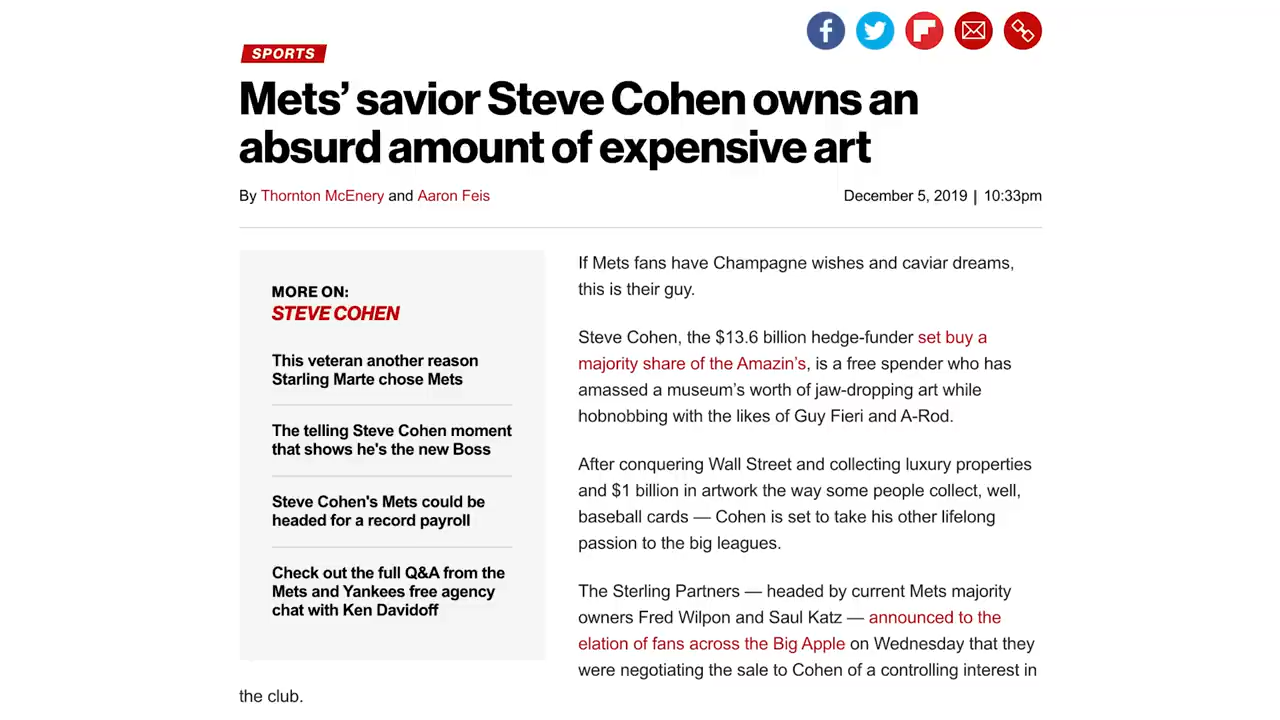 SPORTS
Mets’ savior Steve Cohen owns an
absurd amount of expensive art
By Thornton McEnery and Aaron Feis
December 5, 2019 | 10:33pm
MORE ON:
STEVE COHEN
This veteran another reason
Starling Marte chose Mets
The telling Steve Cohen moment
that shows he's the new Boss
Steve Cohen's Mets could be
headed for a record payroll
Check out the full Q&A from the
Mets and Yankees free agency
chat with Ken Davidoff
If Mets fans have Champagne wishes and caviar dreams,
this is their guy.
Steve Cohen, the $13.6 billion hedge-funder set buy a
majority share of the Amazin’s, is a free spender who has
amassed a museum’s worth of jaw-dropping art while
hobnobbing with the likes of Guy Fieri and A-Rod.
After conquering Wall Street and collecting luxury properties
and $1 billion in artwork the way some people collect, well,
baseball cards — Cohen is set to take his other lifelong
passion to the big leagues.
The Sterling Partners — headed by current Mets majority
owners Fred Wilpon and Saul Katz — announced to the
elation of fans across the Big Apple on Wednesday that they
were negotiating the sale to Cohen of a controlling interest in
the club.